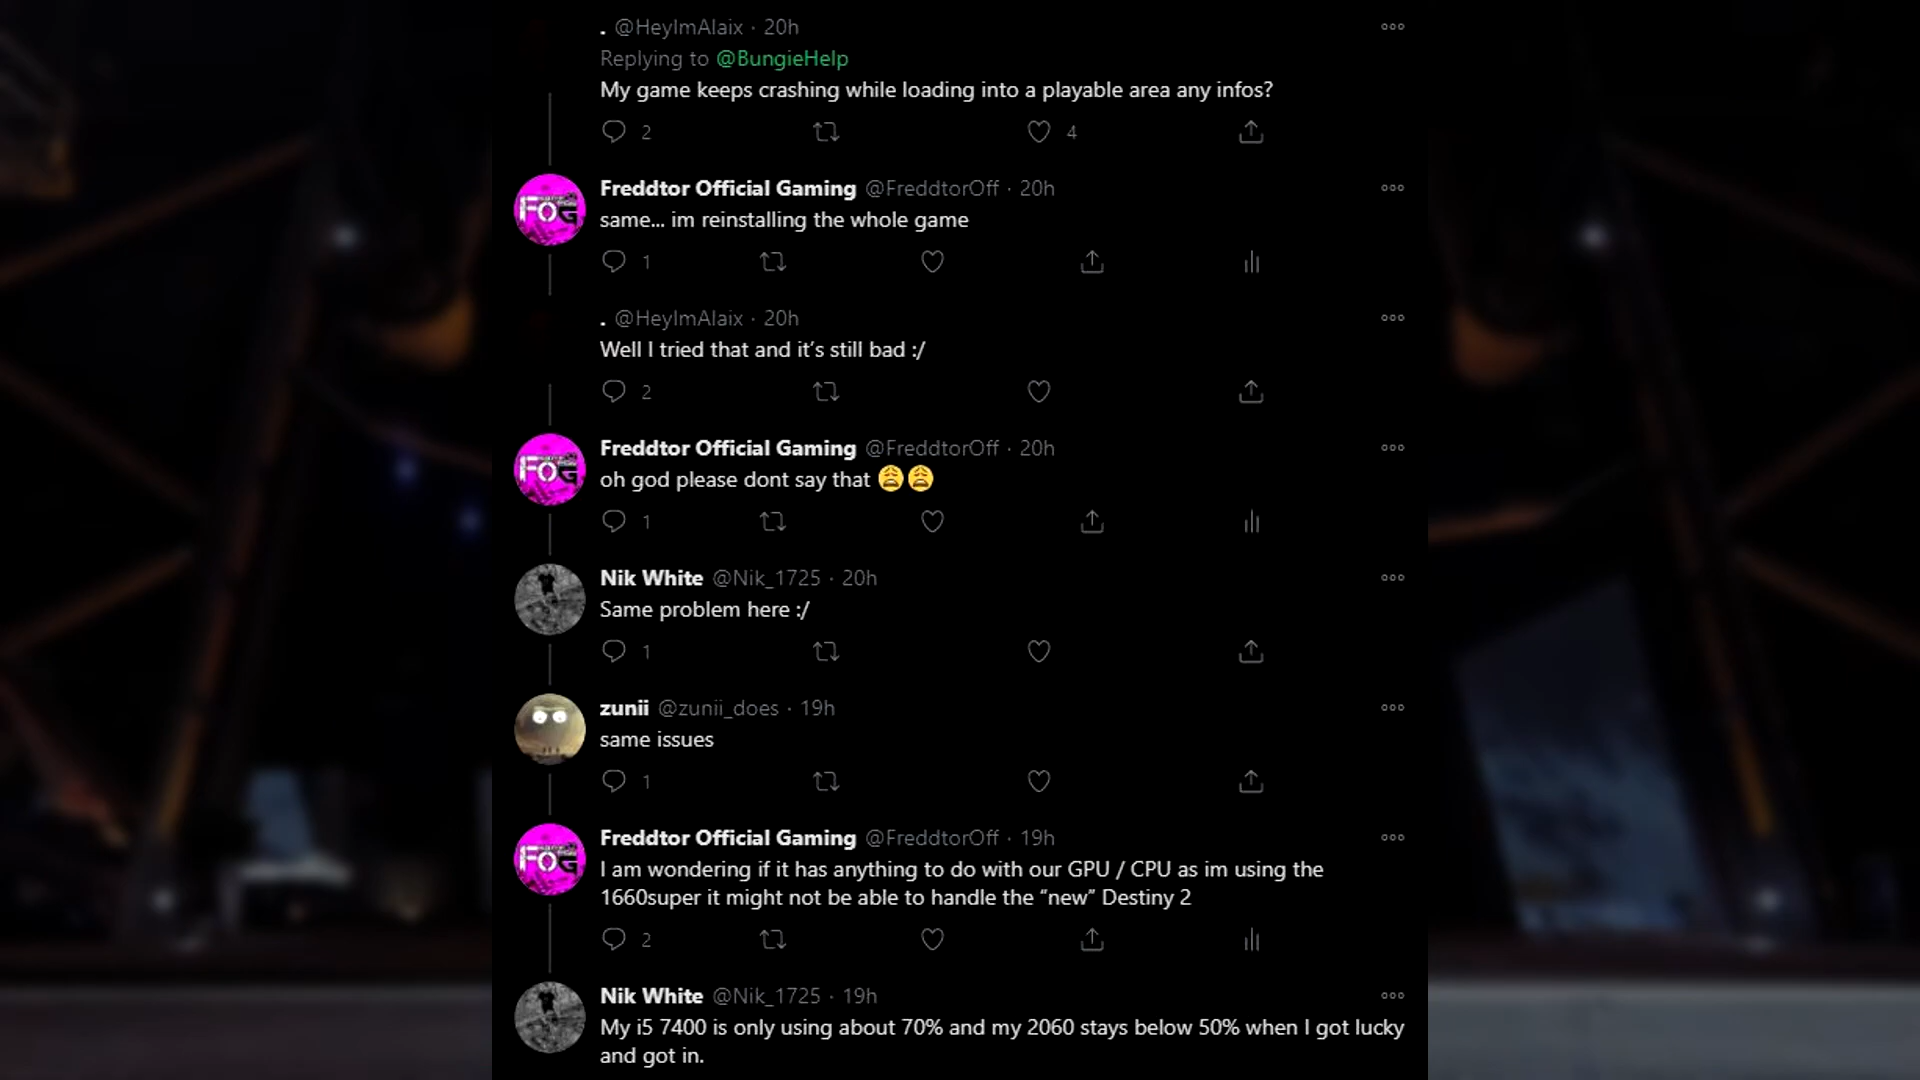 . @HeyImAlaix · 20h
Replying to @BungieHelp
My game keeps crashing while loading into a playable area any infos?
2 4
Freddtor Official Gaming @FreddtorOff · 20h
FOG
same... im reinstalling the whole game
1
. @HeyImAlaix · 20h
Well I tried that and it’s still bad :/
2
Freddtor Official Gaming @FreddtorOff · 20h
FOG
oh god please dont say that 😩😩
1
Nik White @Nik_1725 · 20h
Same problem here :/
1
zunii @zunii_does · 19h
same issues
1
Freddtor Official Gaming @FreddtorOff · 19h
FOG
I am wondering if it has anything to do with our GPU / CPU as im using the
1660super it might not be able to handle the “new” Destiny 2
2
Nik White @Nik_1725 · 19h
My i5 7400 is only using about 70% and my 2060 stays below 50% when I got lucky
and got in.